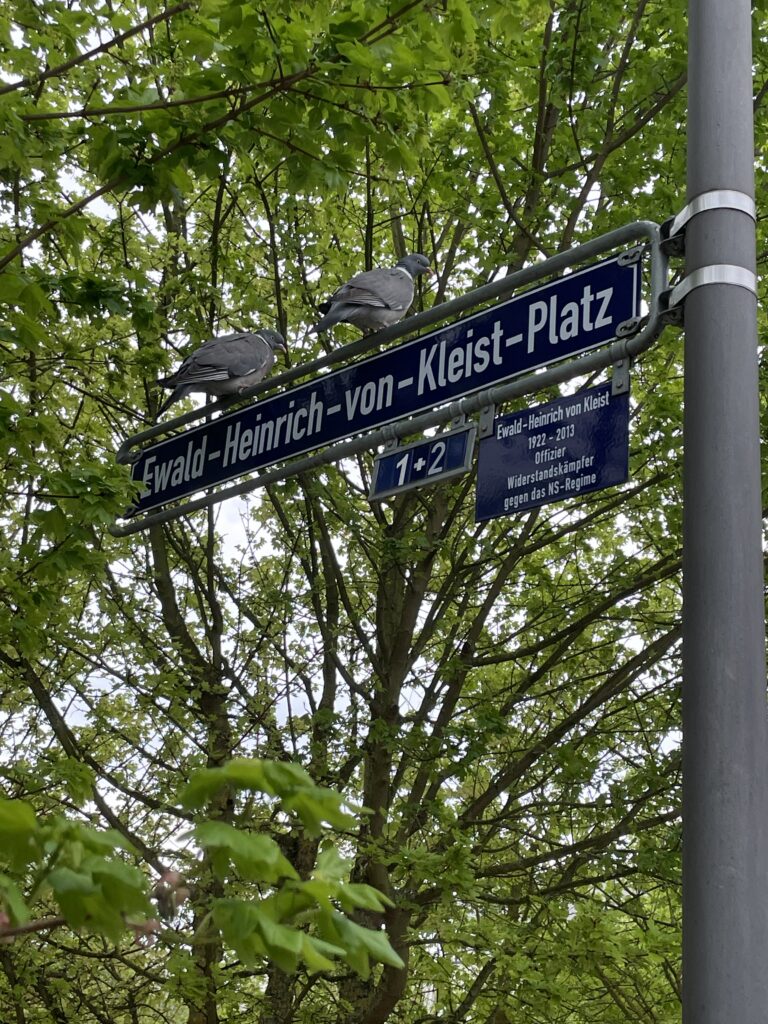 Ewald-Heinrich-von-Kleist-Platz
1+2
Ewald-Heinrich von Kleist
1922 - 2013
Offizier
Widerstandskämpfer
gegen das NS-Regime